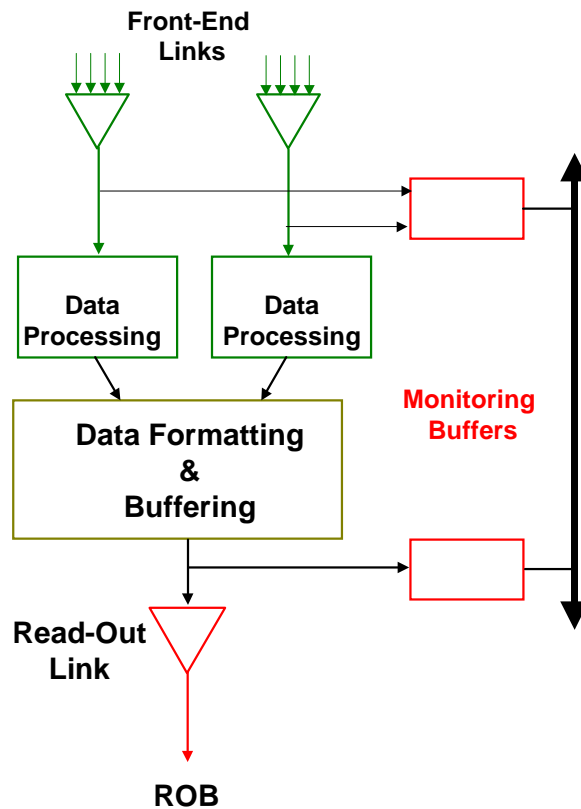 Front-End
Links
Data
Processing
Data
Processing
Monitoring
Buffers
Data Formatting
&
Buffering
Read-Out
Link
ROB